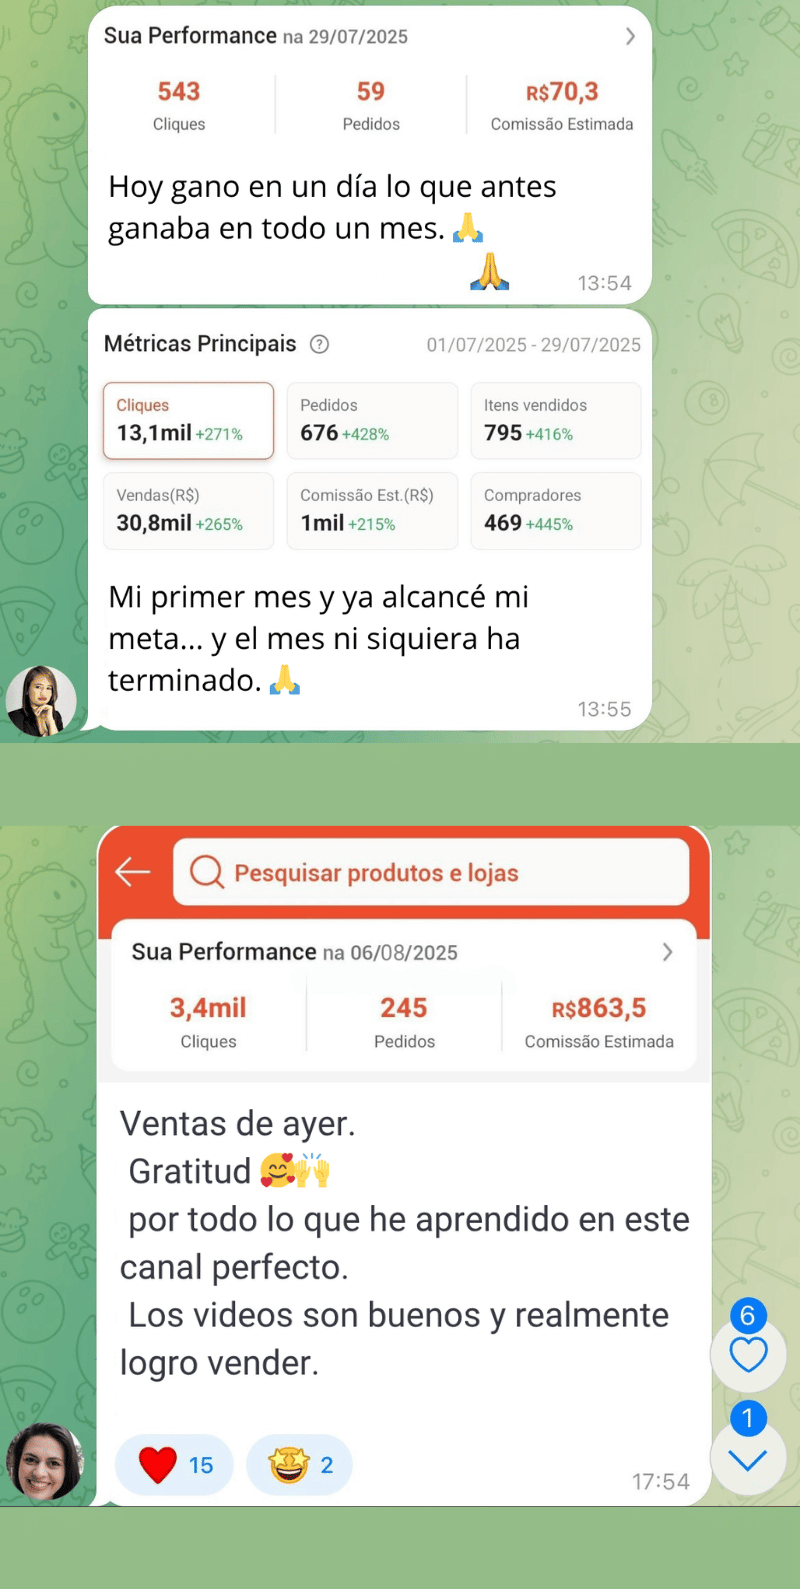 Sua Performance na 29/07/2025
543
59
R$70,3
Cliques
Pedidos
Comissão Estimada
Hoy gano en un día lo que antes
ganaba en todo un mes. 🙏
🙏
13:54
Métricas Principais ?
01/07/2025 - 29/07/2025
Cliques
13,1mil +271%
Pedidos
676 +428%
Itens vendidos
795 +416%
Vendas(R$)
30,8mil +265%
Comissão Est.(R$)
1mil +215%
Compradores
469 +445%
Mi primer mes y ya alcancé mi
meta... y el mes ni siquiera ha
terminado. 🙏
13:55
Pesquisar produtos e lojas
Sua Performance na 06/08/2025
3,4mil
245
R$863,5
Cliques
Pedidos
Comissão Estimada
Ventas de ayer.
Gratitud 🥰🙌
por todo lo que he aprendido en este
canal perfecto.
Los videos son buenos y realmente
logro vender.
6
1
❤️ 15
🤩 2
17:54